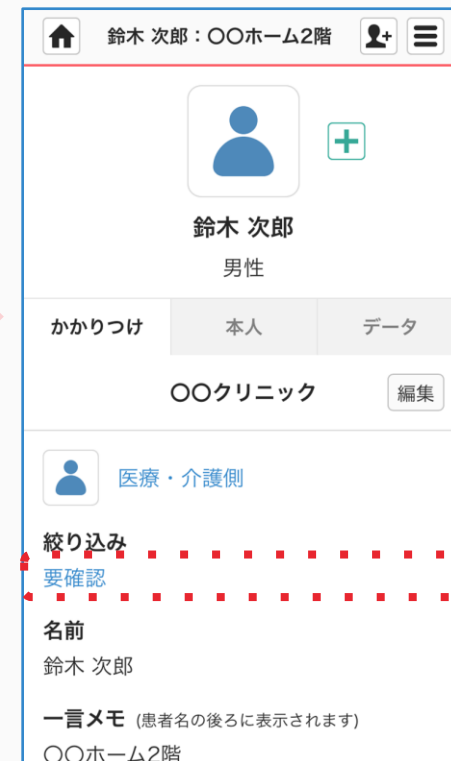 鈴木 次郎：〇〇ホーム2階
鈴木 次郎
男性
かかりつけ 本人 データ
〇〇クリニック 編集
医療・介護側
絞り込み
要確認
名前
鈴木 次郎
一言メモ (患者名の後ろに表示されます)
〇〇ホーム2階